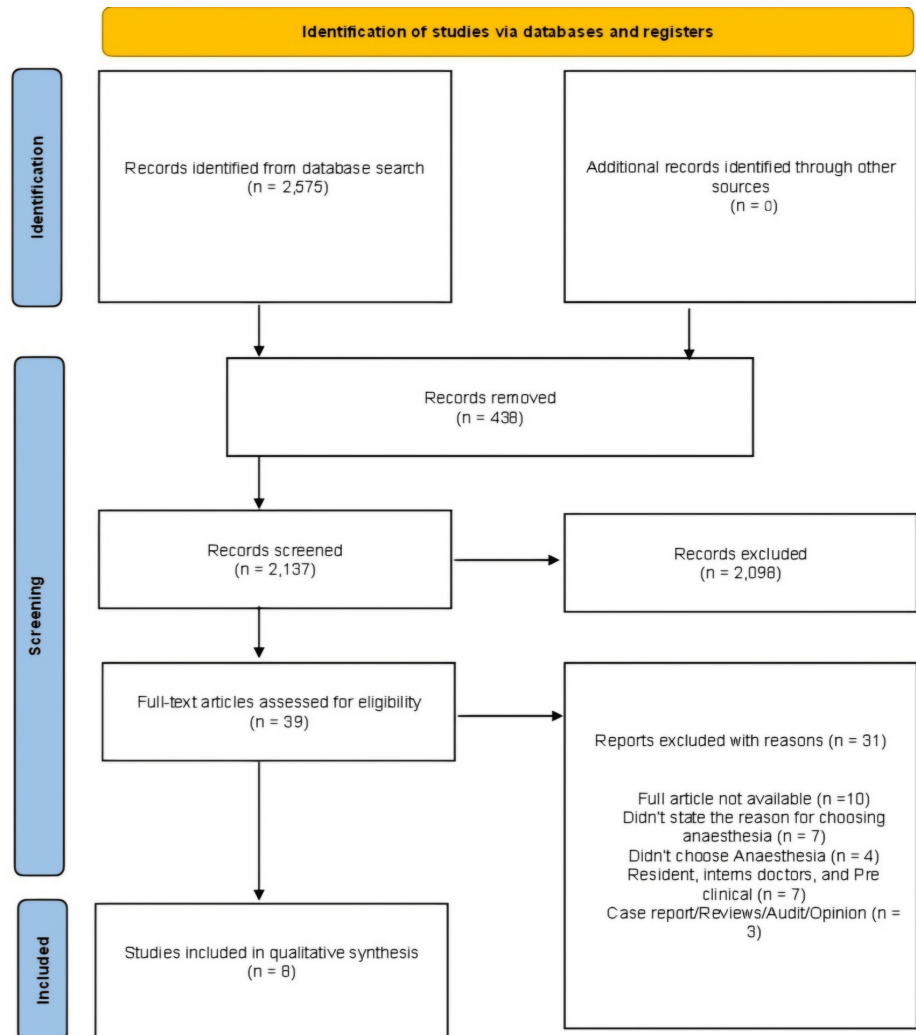 Identification of studies via databases and registers
Identification
Records identified from database search
(n = 2,575)
Additional records identified through other
sources
(n = 0)
Screening
Records removed
(n = 438)
Records screened
(n = 2,137)
Records excluded
(n = 2,098)
Full-text articles assessed for eligibility
(n = 39)
Reports excluded with reasons (n = 31)
Full article not available (n =10)
Didn't state the reason for choosing
anaesthesia (n = 7)
Didn't choose Anaesthesia (n = 4)
Resident, interns doctors, and Pre
clinical (n = 7)
Case report/Reviews/Audit/Opinion (n =
3)
Included
Studies included in qualitative synthesis
(n = 8)